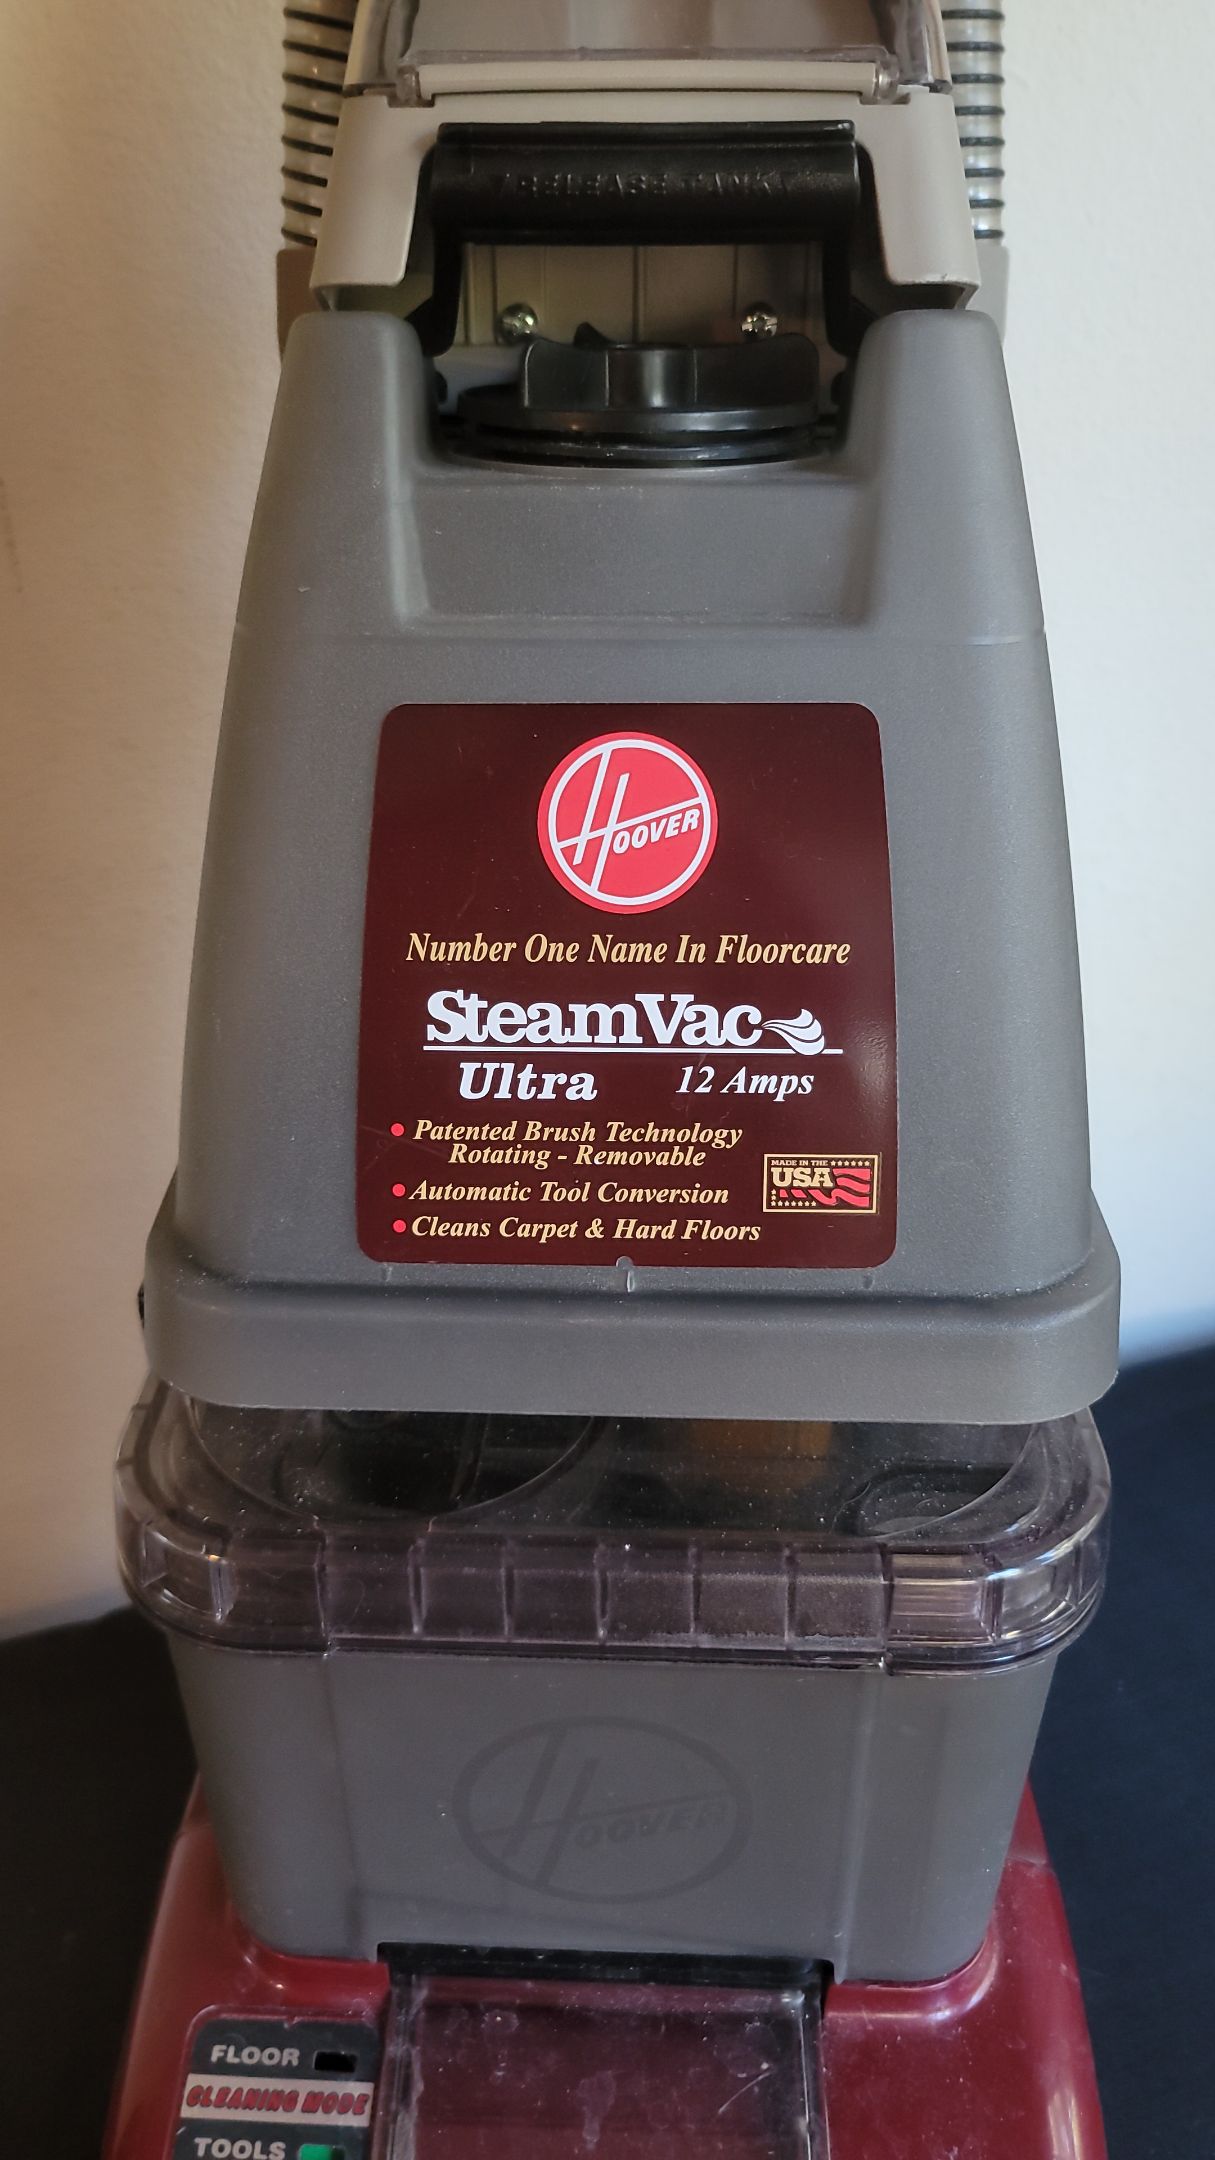 RELEASE TANK
HOOVER
Number One Name In Floorcare
SteamVac
Ultra 12 Amps
• Patented Brush Technology
Rotating - Removable
MADE IN THE
USA
• Automatic Tool Conversion
• Cleans Carpet & Hard Floors
HOOVER
FLOOR
CLEANING MODE
TOOLS